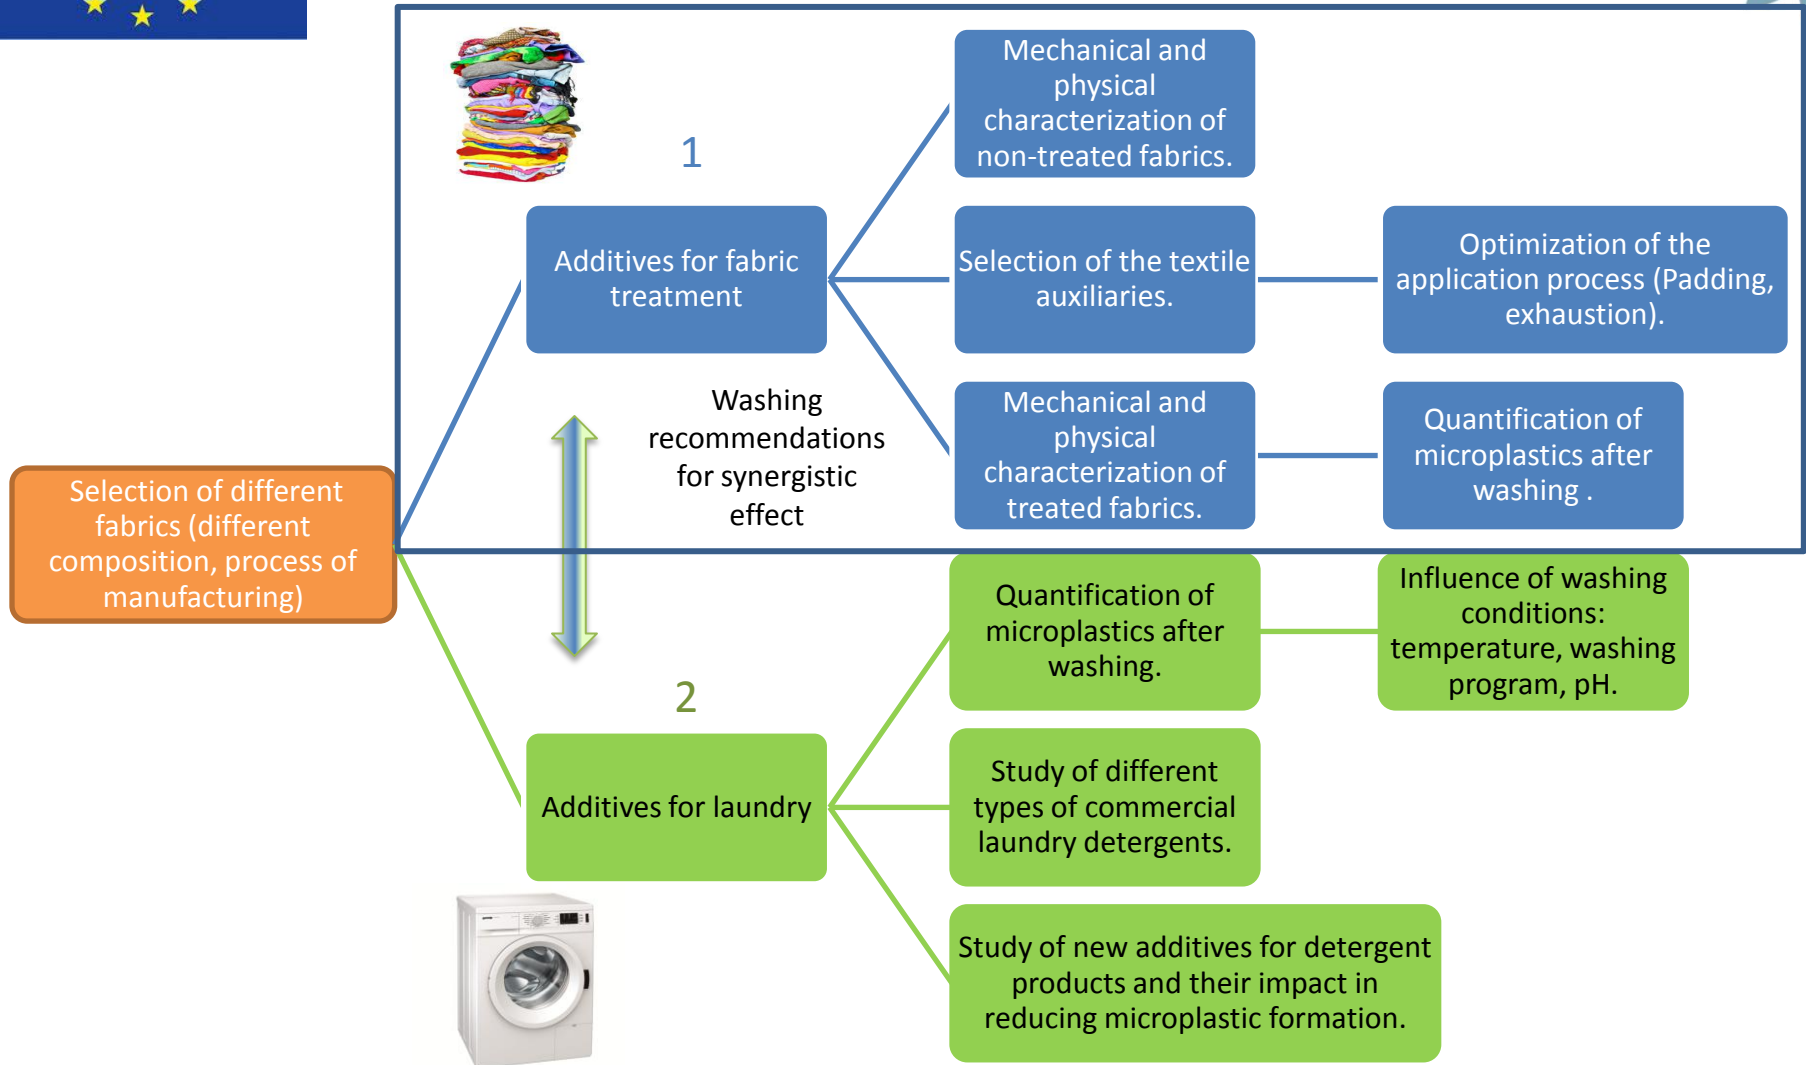 Mechanical and
physical
characterization of
non-treated fabrics.
1
Additives for fabric
treatment
Selection of the textile
auxiliaries.
Optimization of the
application process (Padding,
exhaustion).
Washing
recommendations
for synergistic
effect
Mechanical and
physical
characterization of
treated fabrics.
Quantification of
microplastics after
washing .
Selection of different
fabrics (different
composition, process of
manufacturing)
Quantification of
microplastics after
washing.
Influence of washing
conditions:
temperature, washing
program, pH.
2
Additives for laundry
Study of different
types of commercial
laundry detergents.
Study of new additives for detergent
products and their impact in
reducing microplastic formation.